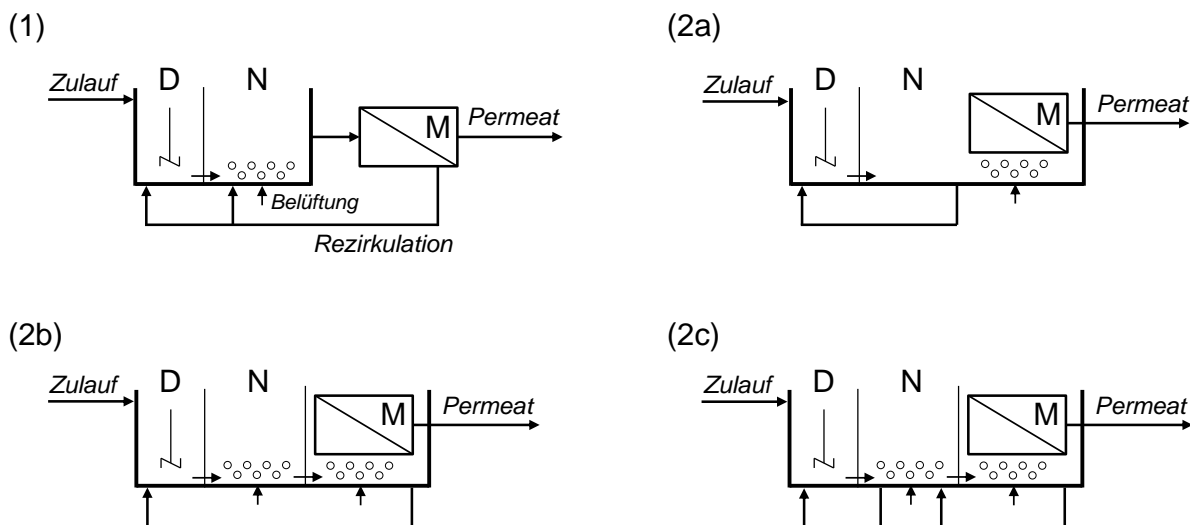 (1)
Zulauf
D
N
M
Permeat
Belüftung
Rezirkulation
(2a)
Zulauf
D
N
M
Permeat
(2b)
Zulauf
D
N
M
Permeat
(2c)
Zulauf
D
N
M
Permeat